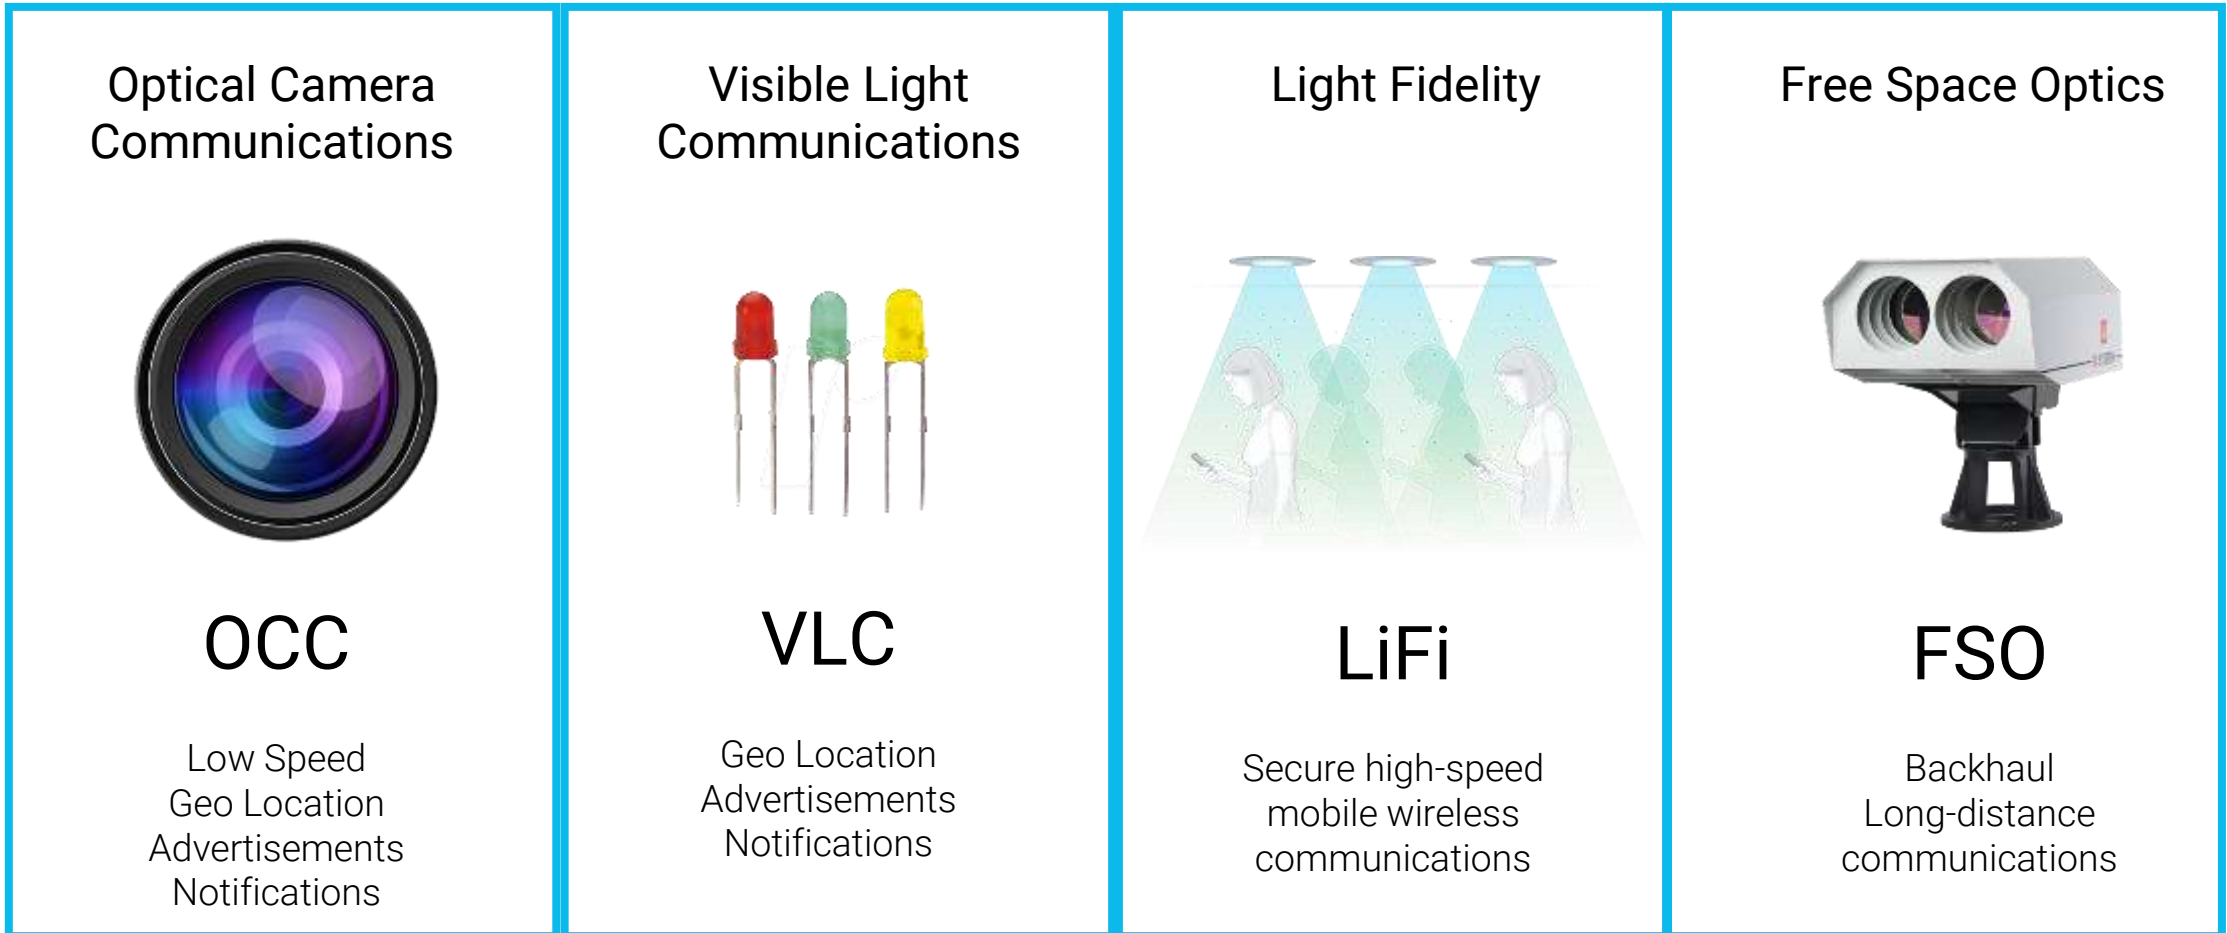 Optical Camera
Communications
OCC
Low Speed
Geo Location
Advertisements
Notifications
Visible Light
Communications
VLC
Geo Location
Advertisements
Notifications
Light Fidelity
LiFi
Secure high-speed
mobile wireless
communications
Free Space Optics
FSO
Backhaul
Long-distance
communications